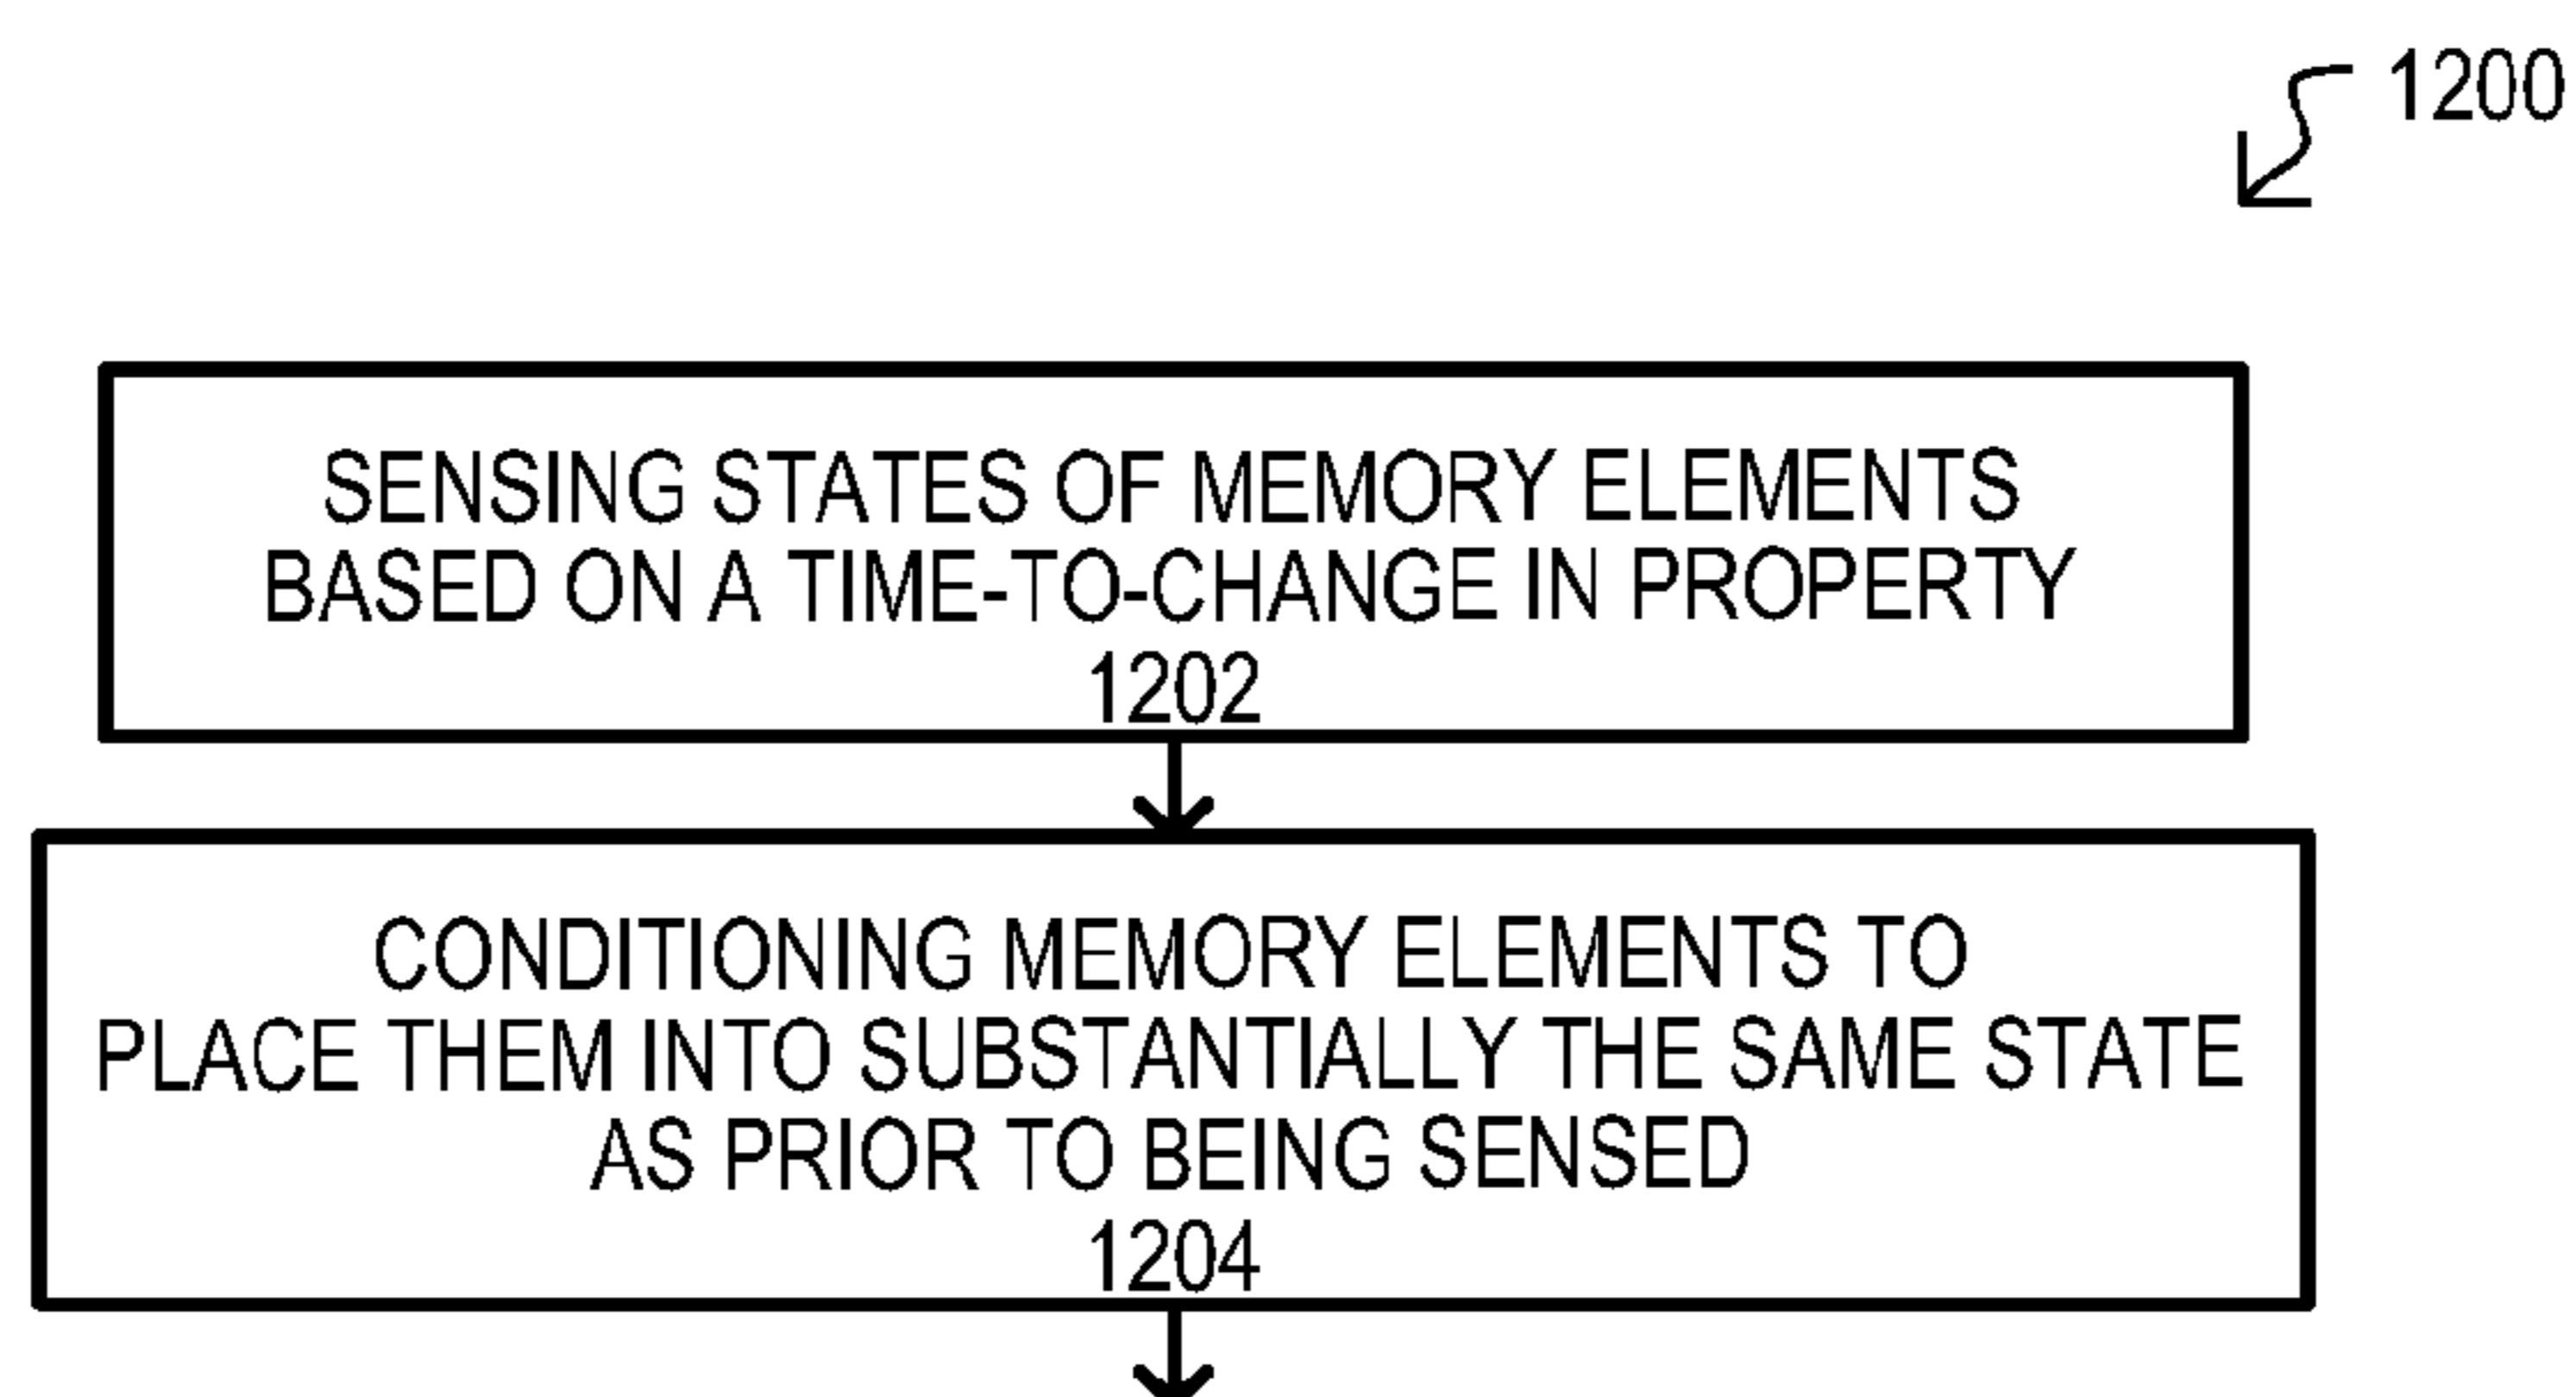 1200
SENSING STATES OF MEMORY ELEMENTS
BASED ON A TIME-TO-CHANGE IN PROPERTY
1202
CONDITIONING MEMORY ELEMENTS TO
PLACE THEM INTO SUBSTANTIALLY THE SAME STATE
AS PRIOR TO BEING SENSED
1204